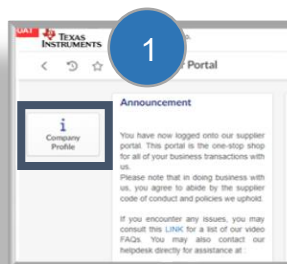 UAT
TEXAS
INSTRUMENTS
1
Portal
i
Company
Profile
Announcement
You have now logged onto our supplier
portal. This portal is the one-stop shop
for all of your business transactions with
us.
Please note that in doing business with
us, you agree to abide by the supplier
code of conduct and policies we uphold.
If you encounter any issues, you may
consult this LINK for a list of our video
FAQs. You may also contact our
helpdesk directly for assistance at :